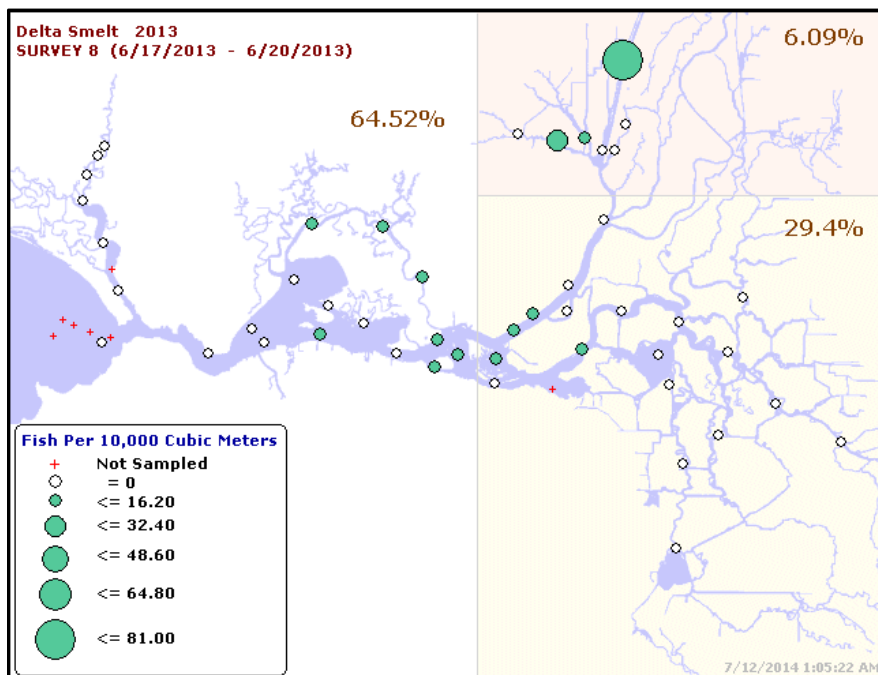 Delta Smelt 2013
SURVEY 8 (6/17/2013 - 6/20/2013)
6.09%
64.52%
29.4%
Fish Per 10,000 Cubic Meters
Not Sampled
= 0
<= 16.20
<= 32.40
<= 48.60
<= 64.80
<= 81.00
7/12/2014 1:05:22 AM